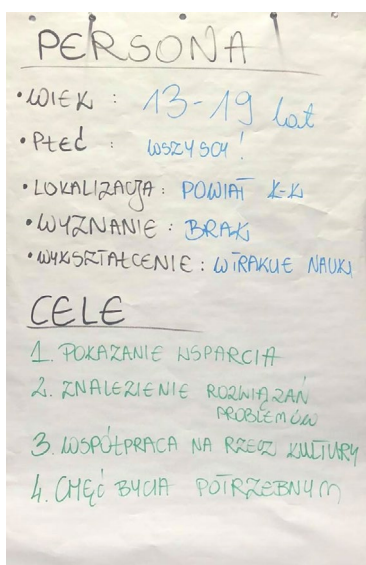 PERSONA
• WIEK : 13-19 lat
• PŁEĆ : WSZYSCY!
• LOKALIZACJA : POWIAT K-K
• WYZNANIE : BRAK
• WYKSZTAŁCENIE : W TRAKCIE NAUKI
CELE
1. POKAZANIE WSPARCIA
2. ZNALEZIENIE ROZWIĄZAŃ
PROBLEMÓW
3. WSPÓŁPRACA NA RZECZ KULTURY
4. CHĘĆ BYCIA POTRZEBNYM